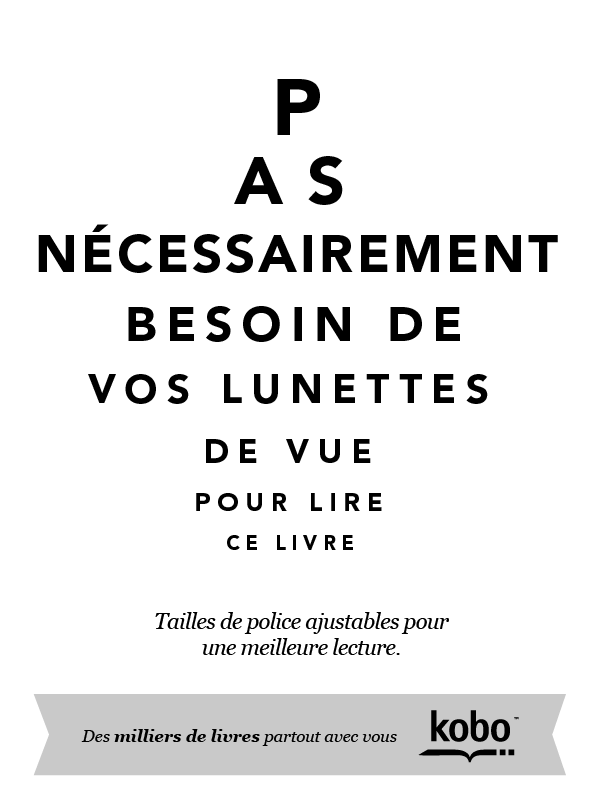 P
AS
NÉCESSAIREMENT
BESOIN DE
VOS LUNETTES
DE VUE
POUR LIRE
CE LIVRE
Tailles de police ajustables pour
une meilleure lecture.
Des milliers de livres partout avec vous
kobo™